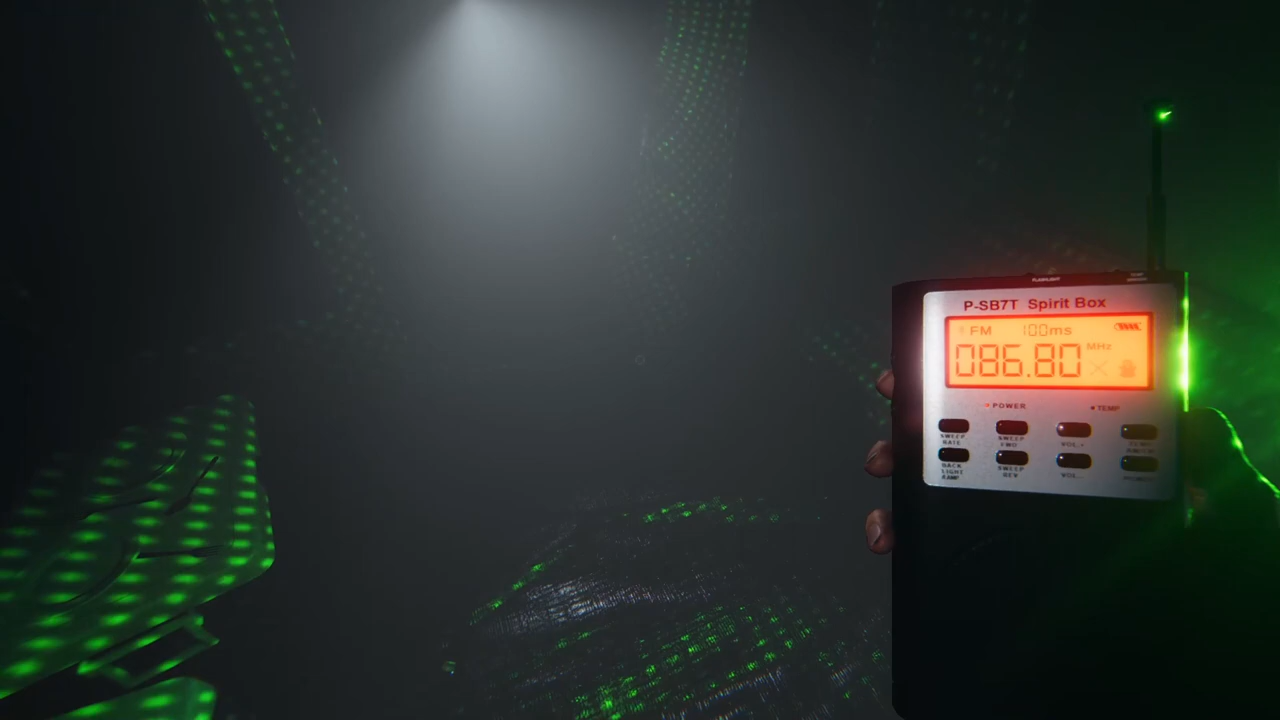 FLASHLIGHT
P-SB7T Spirit Box
FM 100ms
086.80 MHz
POWER TEMP
SWEEP RATE
SWEEP FWD
VOL.+
BACK LIGHT
SWEEP REV
VOL.-